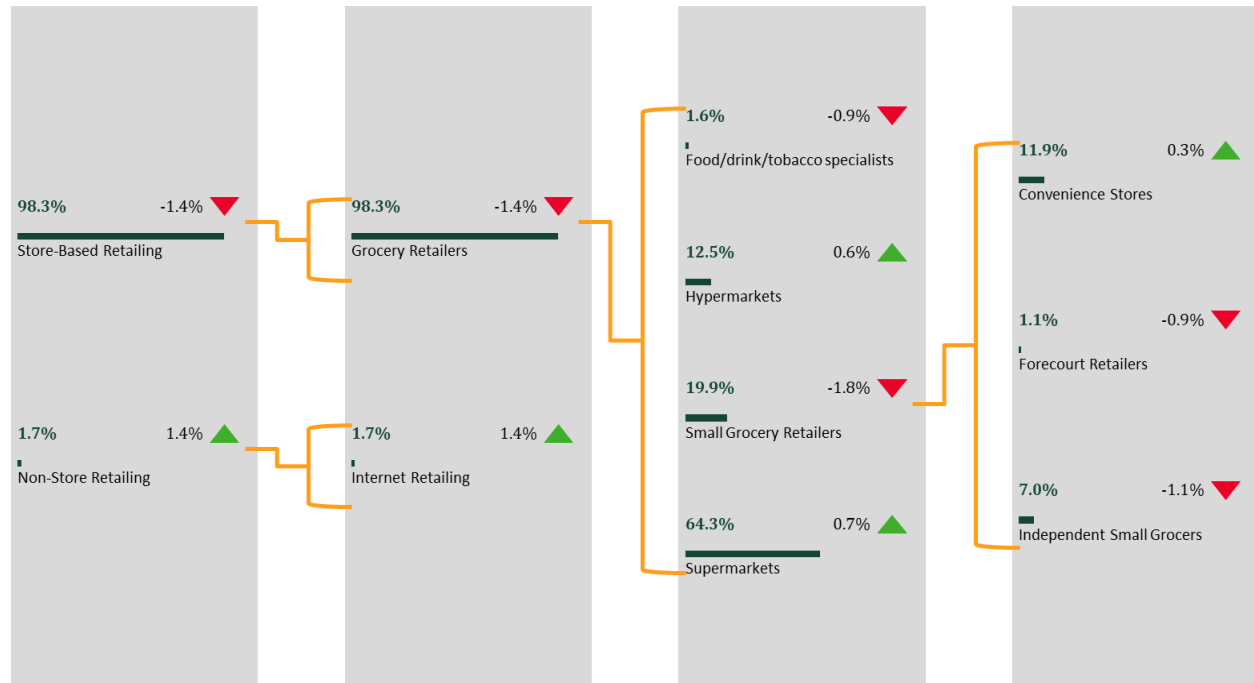 98.3% -1.4%
Store-Based Retailing
1.7% 1.4%
Non-Store Retailing
98.3% -1.4%
Grocery Retailers
1.7% 1.4%
Internet Retailing
1.6% -0.9%
Food/drink/tobacco specialists
12.5% 0.6%
Hypermarkets
19.9% -1.8%
Small Grocery Retailers
64.3% 0.7%
Supermarkets
11.9% 0.3%
Convenience Stores
1.1% -0.9%
Forecourt Retailers
7.0% -1.1%
Independent Small Grocers